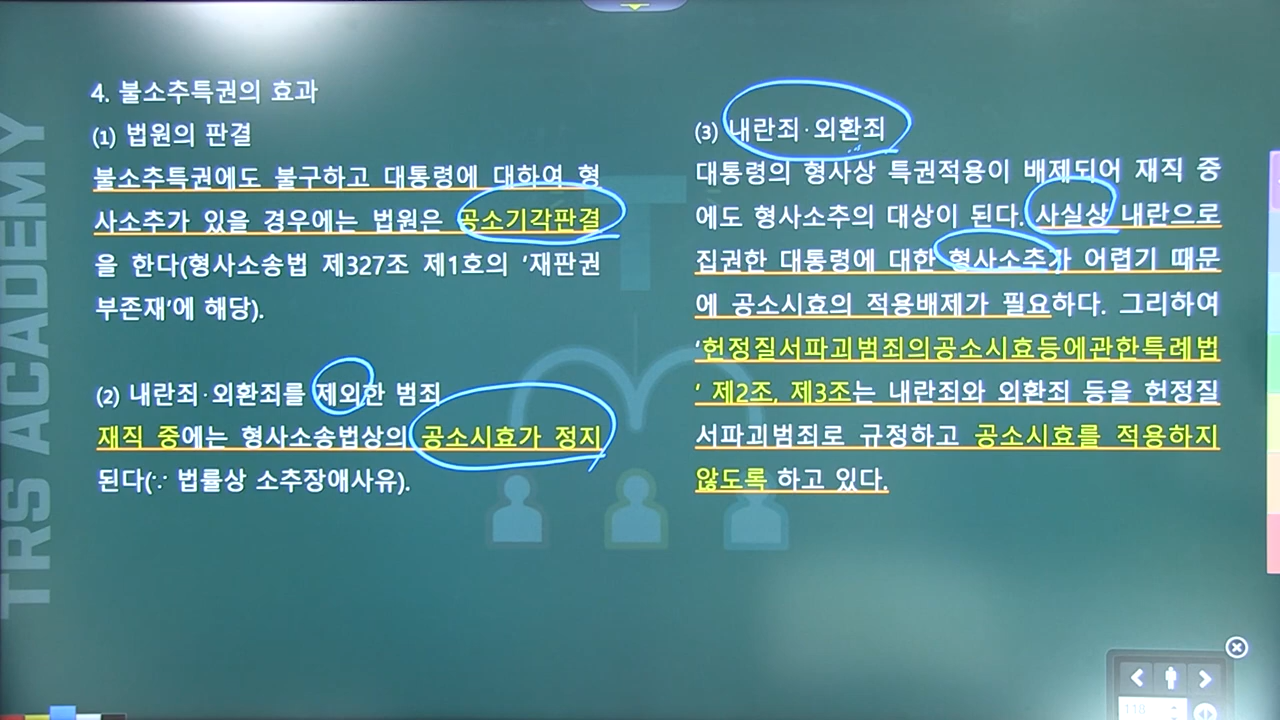 4. 불소추특권의 효과
(1) 법원의 판결
불소추특권에도 불구하고 대통령에 대하여 형
사소추가 있을 경우에는 법원은 공소기각판결
을 한다(형사소송법 제327조 제1호의 '재판권
부존재'에 해당).
(2) 내란죄·외환죄를 제외한 범죄
재직 중에는 형사소송법상의 공소시효가 정지
된다(∵ 법률상 소추장애사유).
(3) 내란죄·외환죄
대통령의 형사상 특권적용이 배제되어 재직 중
에도 형사소추의 대상이 된다. 사실상 내란으로
집권한 대통령에 대한 형사소추가 어렵기 때문
에 공소시효의 적용배제가 필요하다. 그리하여
'헌정질서파괴범죄의공소시효등에관한특례법
' 제2조, 제3조는 내란죄와 외환죄 등을 헌정질
서파괴범죄로 규정하고 공소시효를 적용하지
않도록 하고 있다.
TRS ACADEMY
118